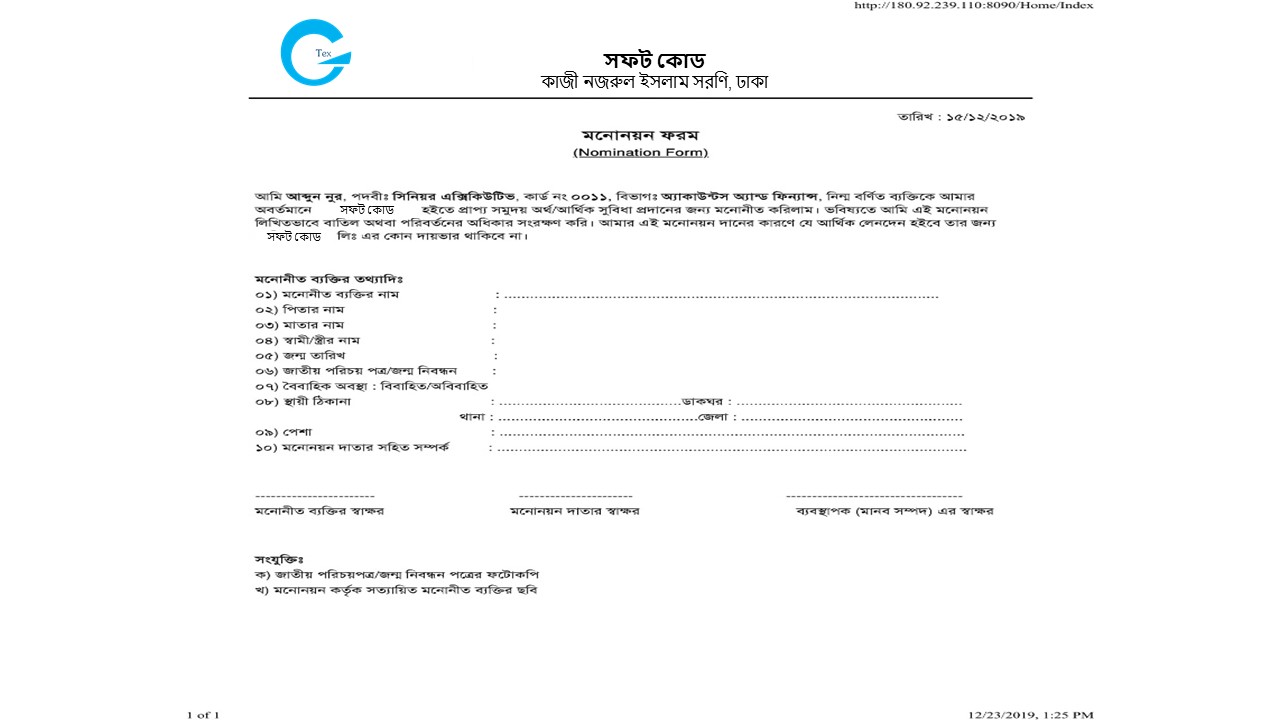 http://180.92.239.110:8090/Home/Index
Tex
সফট কোড
কাজী নজরুল ইসলাম সরণি, ঢাকা
তারিখ : ১৫/১২/২০১৯
মনোনয়ন ফরম
(Nomination Form)
আমি আব্দুন নুর, পদবীঃ সিনিয়র এক্সিকিউটিভ, কার্ড নং ০০১১, বিভাগঃ অ্যাকাউন্টস অ্যান্ড ফিন্যান্স, নিম্ন বর্ণিত ব্যক্তিকে আমার
অবর্তমানে সফট কোড হইতে প্রাপ্য সমুদয় অর্থ/আর্থিক সুবিধা প্রদানের জন্য মনোনীত করিলাম। ভবিষ্যতে আমি এই মনোনয়ন
লিখিতভাবে বাতিল অথবা পরিবর্তনের অধিকার সংরক্ষণ করি। আমার এই মনোনয়ন দানের কারণে যে আর্থিক লেনদেন হইবে তার জন্য
সফট কোড লিঃ এর কোন দায়ভার থাকিবে না।
মনোনীত ব্যক্তির তথ্যাদিঃ
০১) মনোনীত ব্যক্তির নাম : ....................................................................................
০২) পিতার নাম :
০৩) মাতার নাম :
০৪) স্বামী/স্ত্রীর নাম :
০৫) জন্ম তারিখ :
০৬) জাতীয় পরিচয় পত্র/জন্ম নিবন্ধন :
০৭) বৈবাহিক অবস্থা : বিবাহিত/অবিবাহিত
০৮) স্থায়ী ঠিকানা : ...................................ডাকঘর : ...........................................
থানা : ......................................জেলা : ..........................................
০৯) পেশা : .........................................................................................
১০) মনোনয়ন দাতার সহিত সম্পর্ক : ..........................................................................................
----------------------- ---------------------- ----------------------------------
মনোনীত ব্যক্তির স্বাক্ষর মনোনয়ন দাতার স্বাক্ষর ব্যবস্থাপক (মানব সম্পদ) এর স্বাক্ষর
সংযুক্তিঃ
ক) জাতীয় পরিচয়পত্র/জন্ম নিবন্ধন পত্রের ফটোকপি
খ) মনোনয়ন কর্তৃক সত্যায়িত মনোনীত ব্যক্তির ছবি
1 of 1 12/23/2019, 1:25 PM